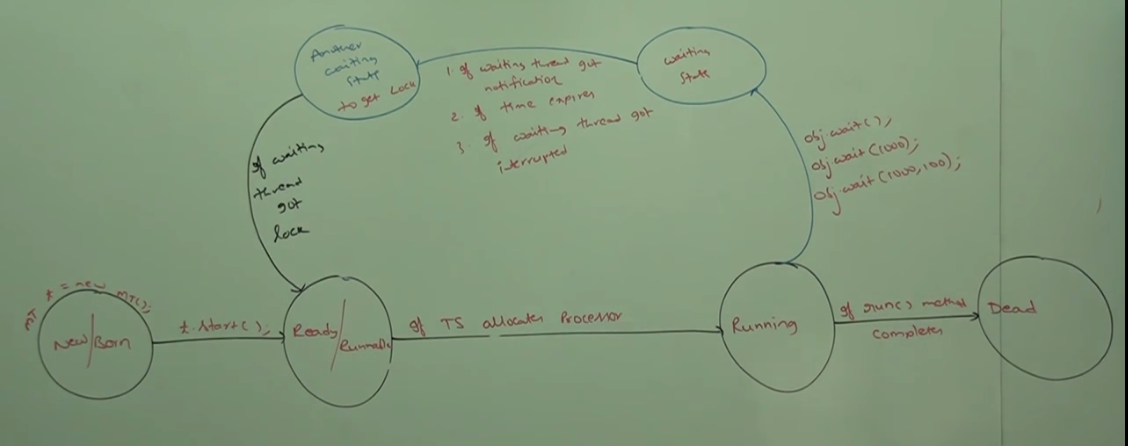 Another
waiting
state
to get Lock
1. If waiting thread got
notification
2. If time expires
3. If waiting thread got
interrupted
waiting
state
obj.wait();
obj.wait(1000);
obj.wait(1000,100);
If waiting
thread
got
lock
MT t = new MT();
New/Born
t.start();
Ready/
Runnable
If TS allocates Processor
Running
If run() method
completes
Dead